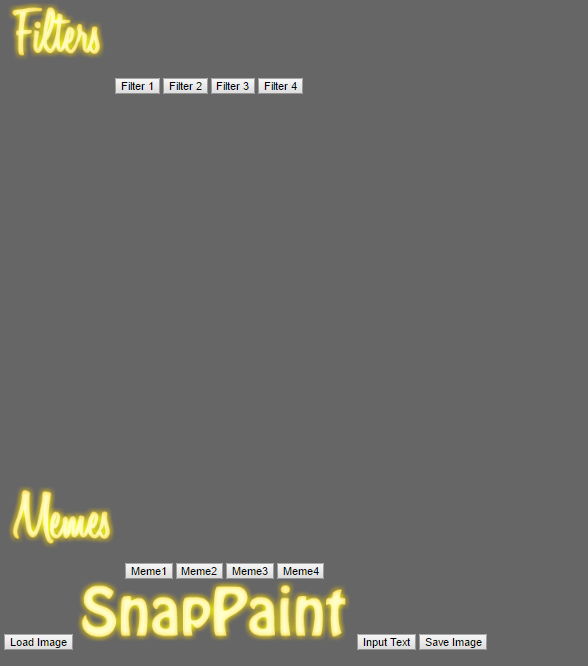 Filters
Filter 1 Filter 2 Filter 3 Filter 4
Memes
Meme1 Meme2 Meme3 Meme4
SnapPaint
Load Image Input Text Save Image